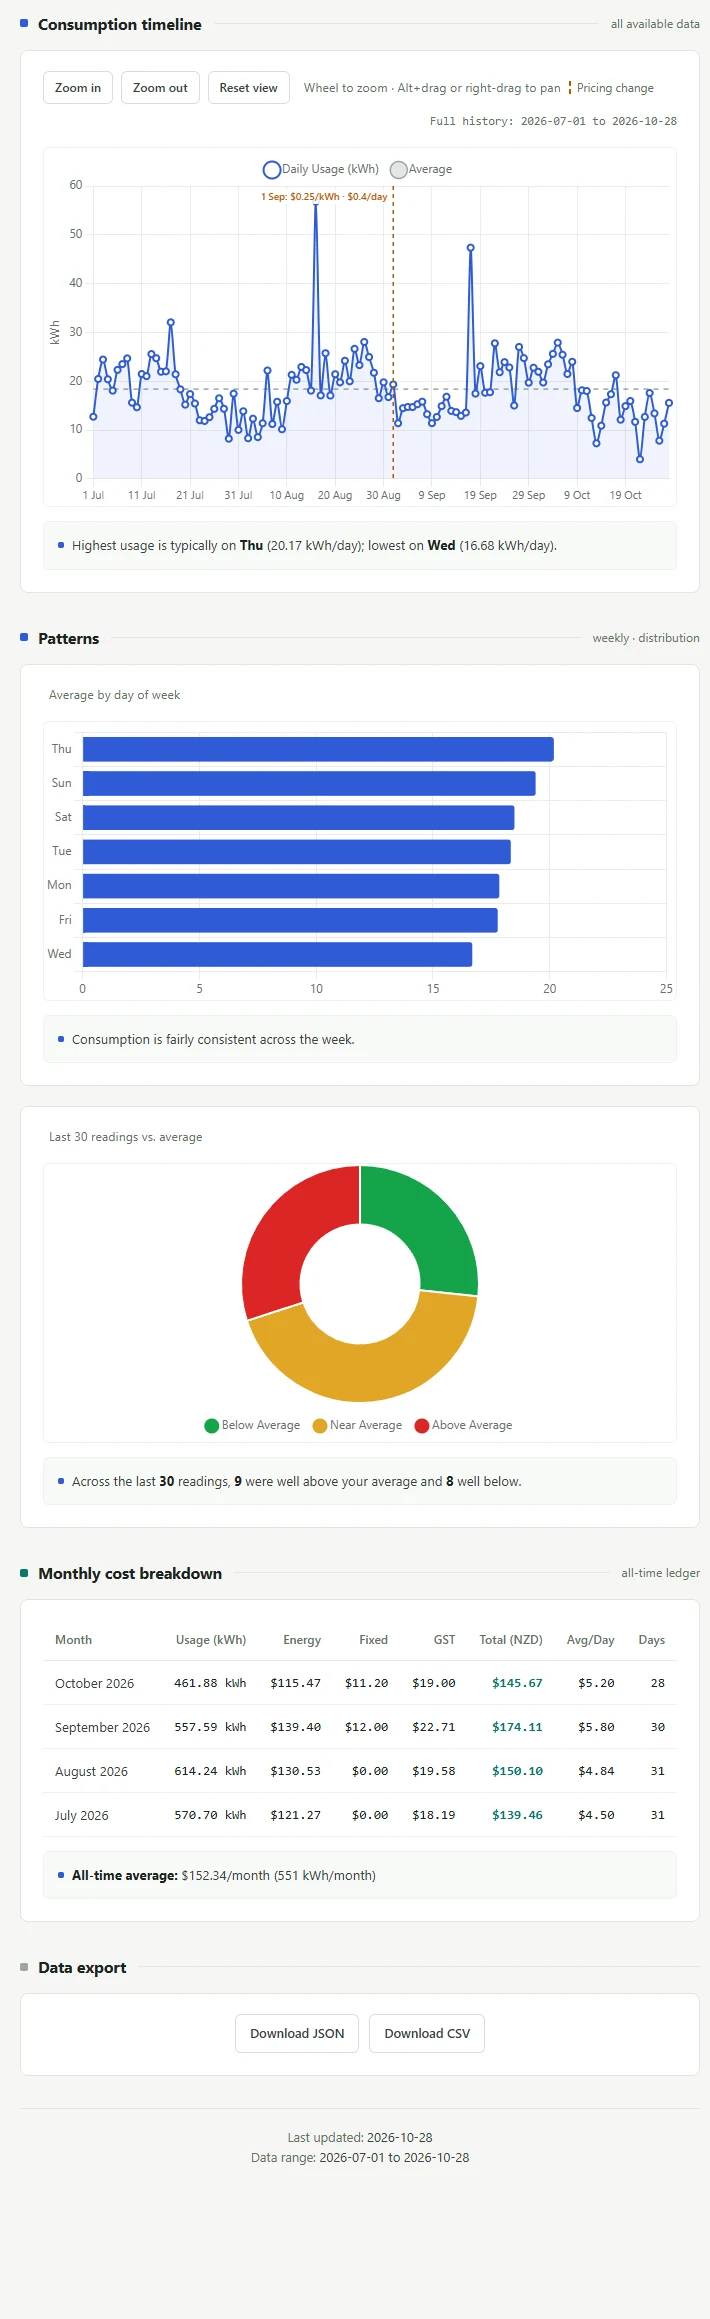 Consumption timeline
all available data
Zoom in
Zoom out
Reset view
Wheel to zoom · Alt+drag or right-drag to pan
Pricing change
Full history: 2026-07-01 to 2026-10-28
Daily Usage (kWh)
Average
1 Sep: $0.25/kWh · $0.4/day
kWh
60
50
40
30
20
10
0
1 Jul
11 Jul
21 Jul
31 Jul
10 Aug
20 Aug
30 Aug
9 Sep
19 Sep
29 Sep
9 Oct
19 Oct
Highest usage is typically on Thu (20.17 kWh/day); lowest on Wed (16.68 kWh/day).
Patterns
weekly · distribution
Average by day of week
Thu
Sun
Sat
Tue
Mon
Fri
Wed
0
5
10
15
20
25
Consumption is fairly consistent across the week.
Last 30 readings vs. average
Below Average
Near Average
Above Average
Across the last 30 readings, 9 were well above your average and 8 well below.
Monthly cost breakdown
all-time ledger
Month Usage (kWh) Energy Fixed GST Total (NZD) Avg/Day Days
October 2026 461.88 kWh $115.47 $11.20 $19.00 $145.67 $5.20 28
September 2026 557.59 kWh $139.40 $12.00 $22.71 $174.11 $5.80 30
August 2026 614.24 kWh $130.53 $0.00 $19.58 $150.10 $4.84 31
July 2026 570.70 kWh $121.27 $0.00 $18.19 $139.46 $4.50 31
All-time average: $152.34/month (551 kWh/month)
Data export
Download JSON
Download CSV
Last updated: 2026-10-28
Data range: 2026-07-01 to 2026-10-28